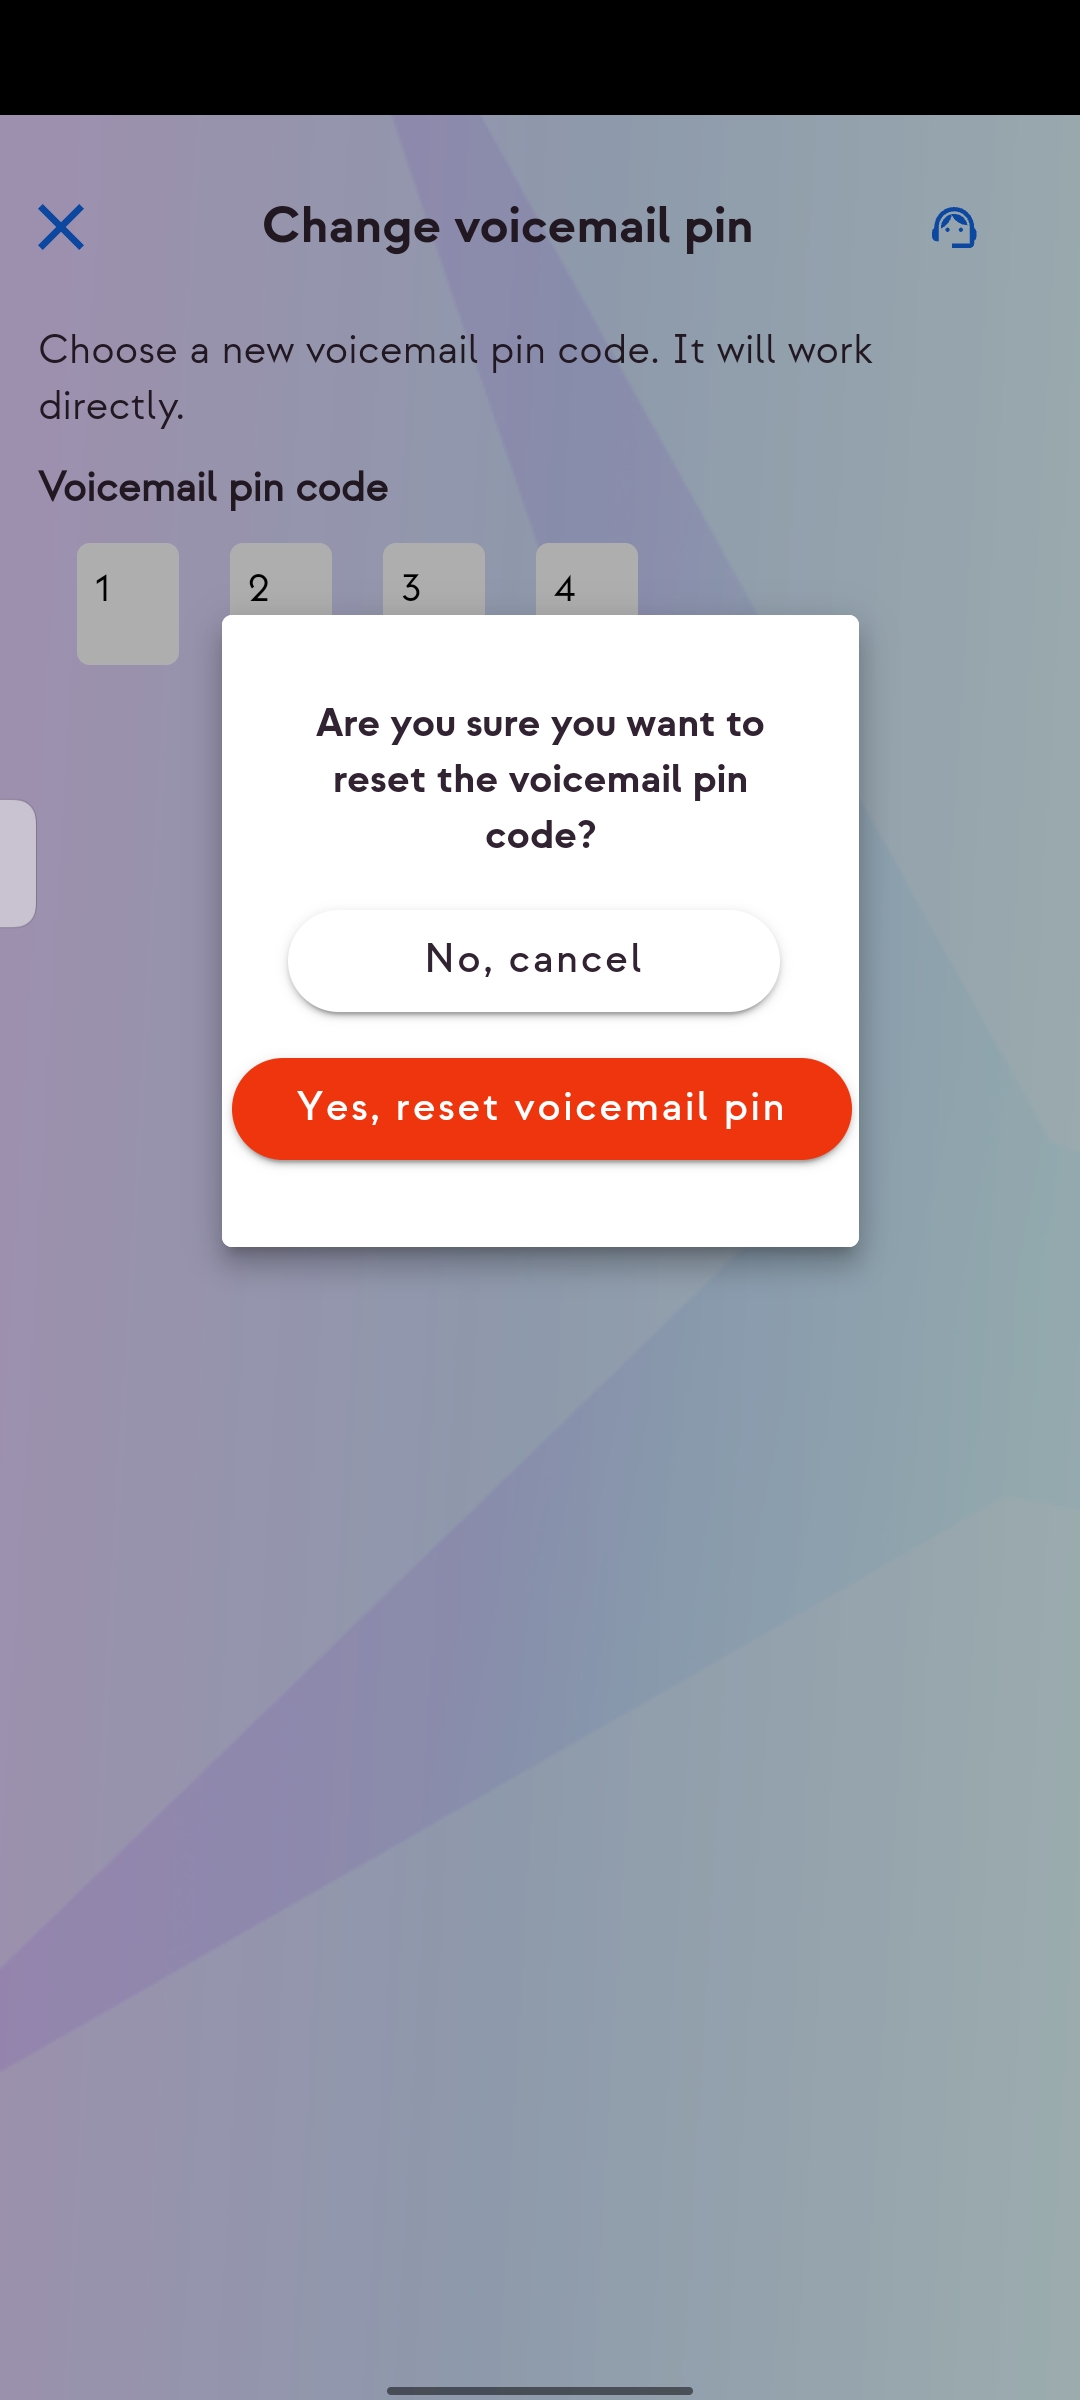 Change voicemail pin
Choose a new voicemail pin code. It will work
directly.
Voicemail pin code
1 2 3 4
Are you sure you want to
reset the voicemail pin
code?
No, cancel
Yes, reset voicemail pin